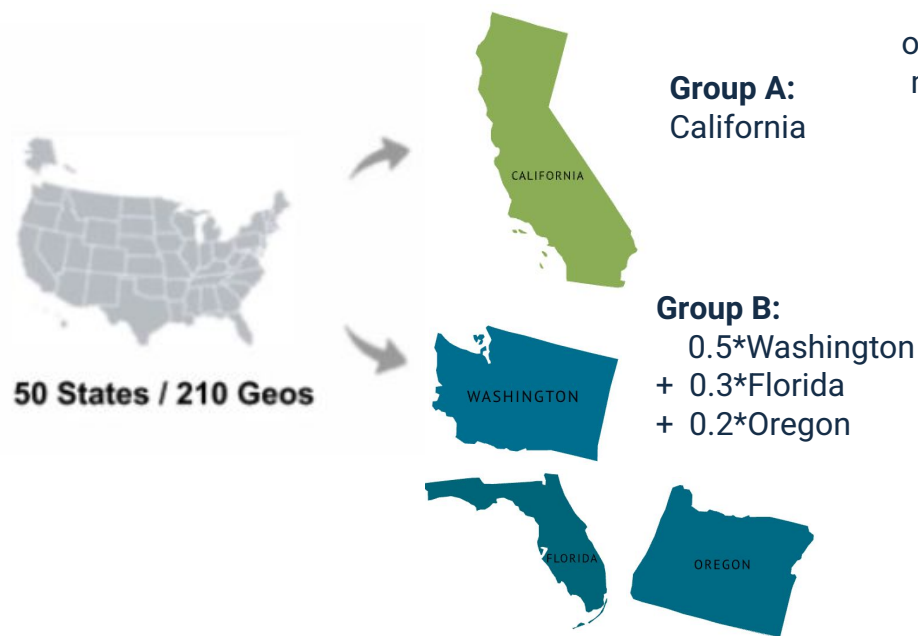 Group A:
California
CALIFORNIA
50 States / 210 Geos
Group B:
0.5*Washington
+ 0.3*Florida
+ 0.2*Oregon
WASHINGTON
FLORIDA
OREGON